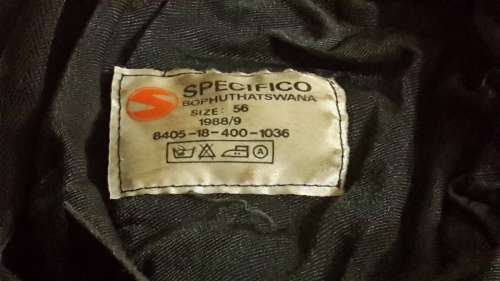 SPECIFICO
BOPHUTHATSWANA
SIZE: 56
1988/9
8405-18-400-1036
A